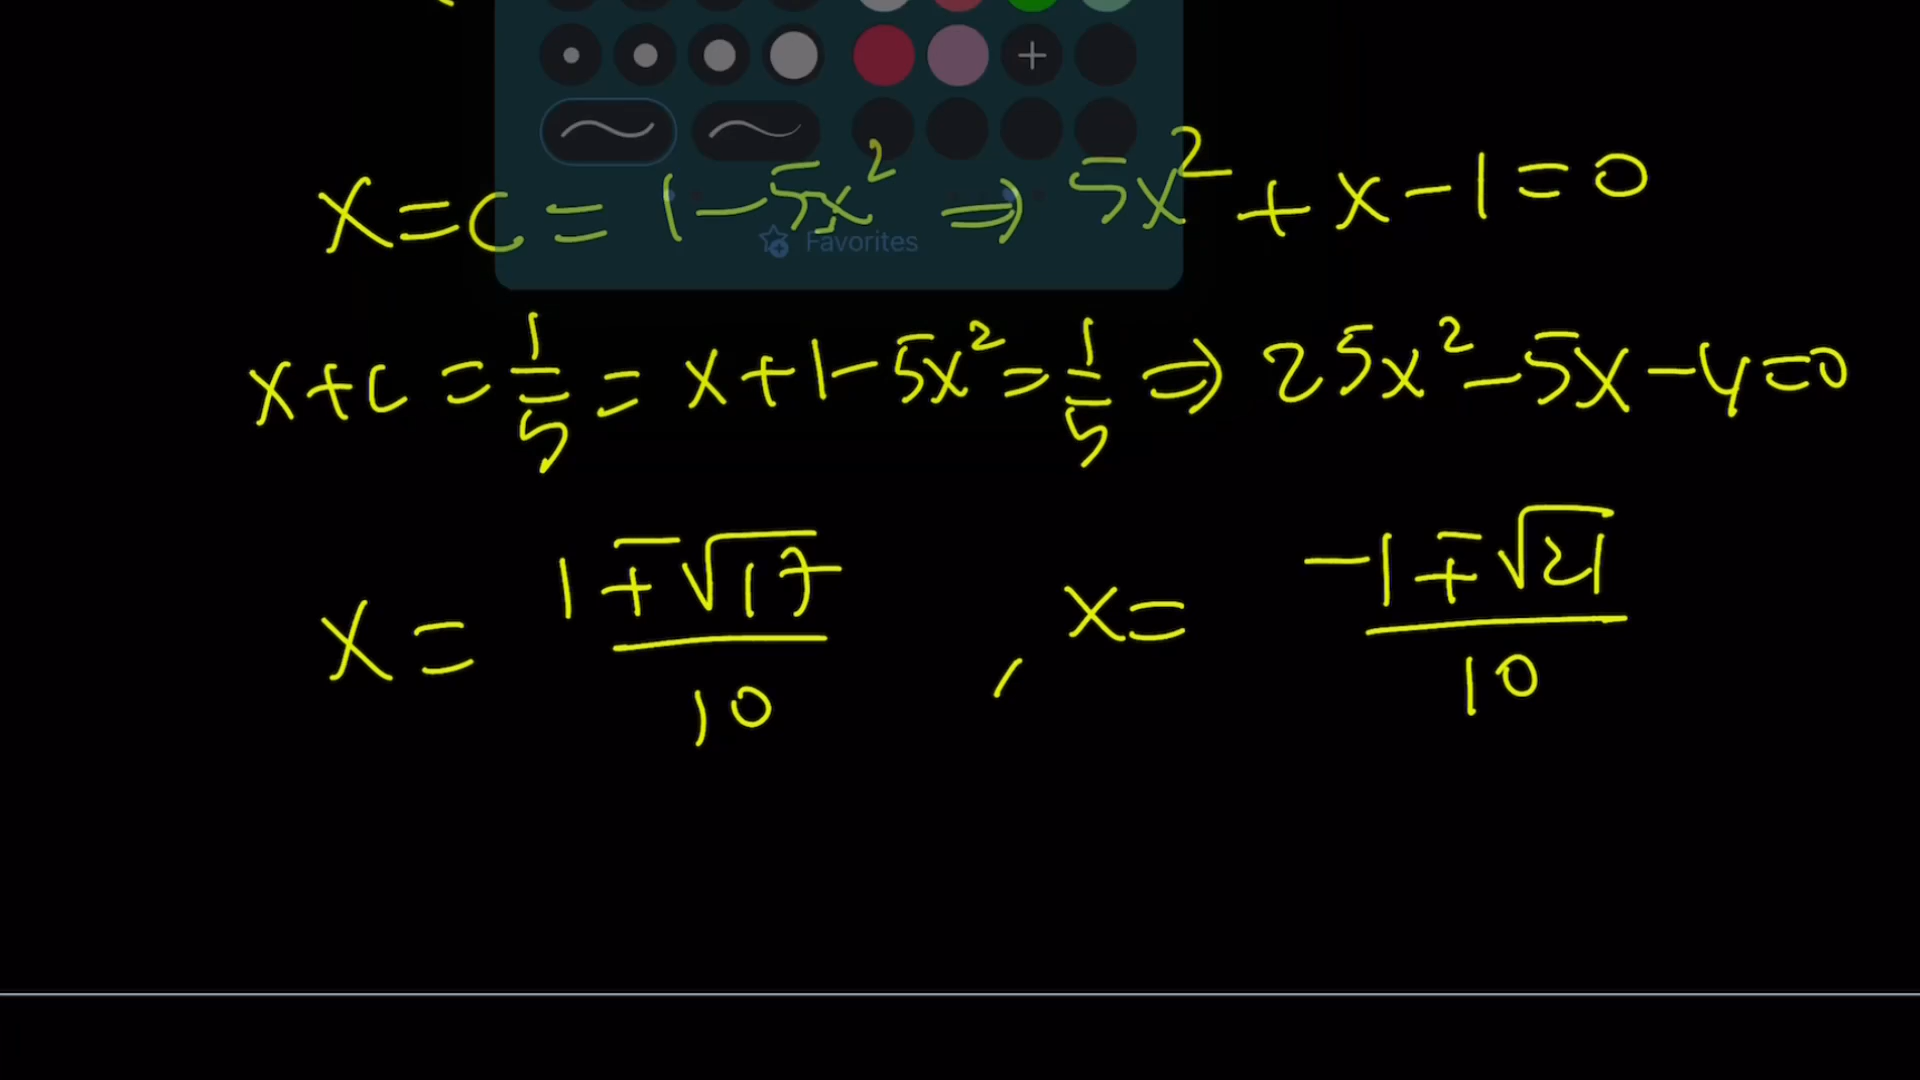 Favorites
x = c = 1 - 5x² ⇒ 5x² + x - 1 = 0
x + c = 1/5 = x + 1 - 5x² = 1/5 ⇒ 25x² - 5x - 4 = 0
x = (1 ∓ √17)/10 , x = (-1 ∓ √21)/10